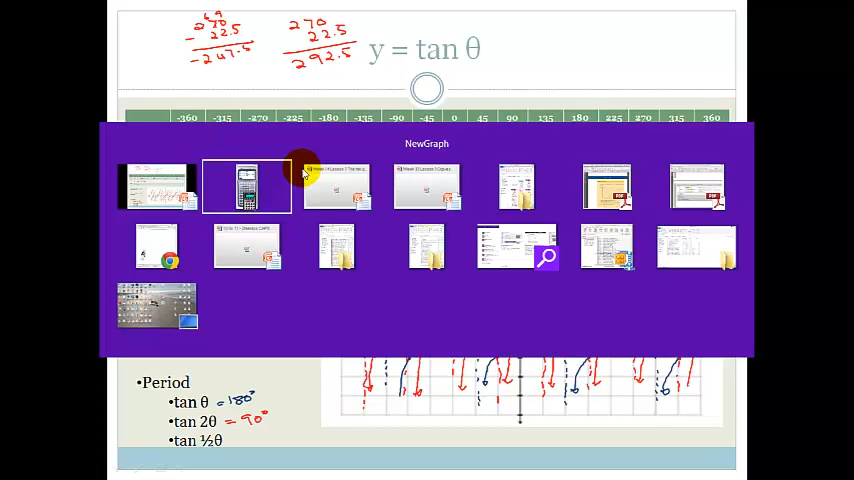 270
- 22.5
-247.5
270
22.5
292.5
y = tan θ
-360 -315 -270 -225 -180 -135 -90 -45 0 45 90 135 180 225 270 315 360
NewGraph
•Period
•tan θ = 180°
•tan 2θ = 90°
•tan ½θ